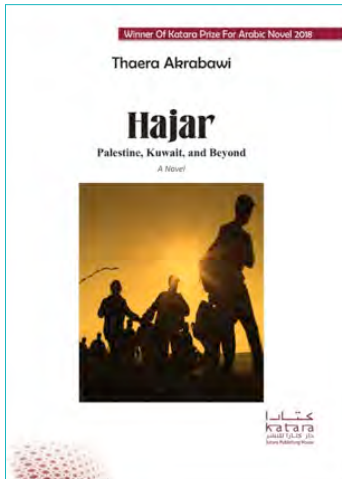 Winner Of Katara Prize For Arabic Novel 2018
Thaera Akrabawi
Hajar
Palestine, Kuwait, and Beyond
A Novel
كتارا
katara
دار كتارا للنشر
Katara Publishing House